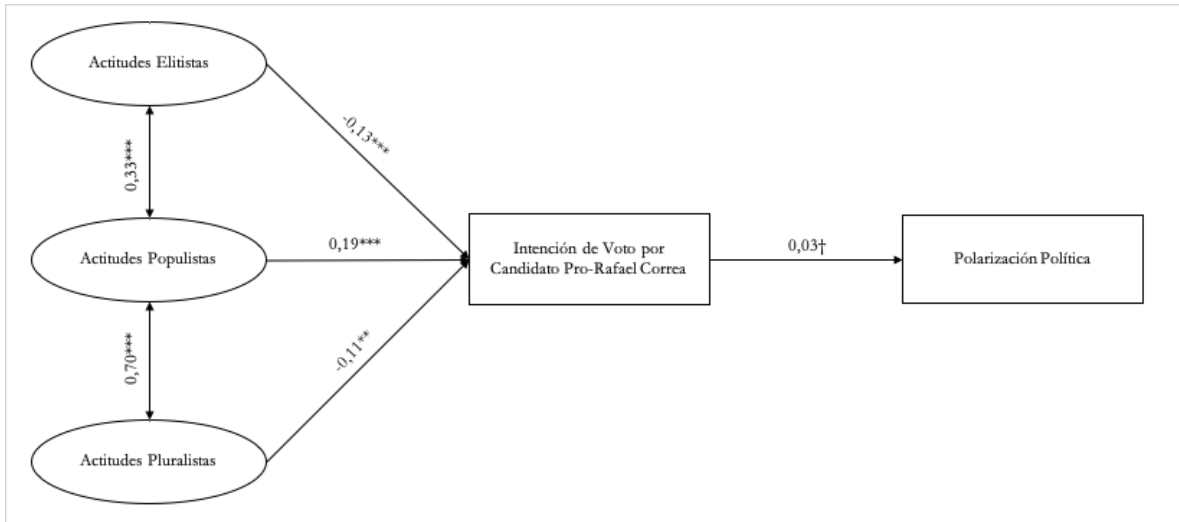 Actitudes Elitistas
-0,13***
0,33***
Actitudes Populistas
0,19***
Intención de Voto por
Candidato Pro-Rafael Correa
0,03†
Polarización Política
0,70***
-0,11**
Actitudes Pluralistas